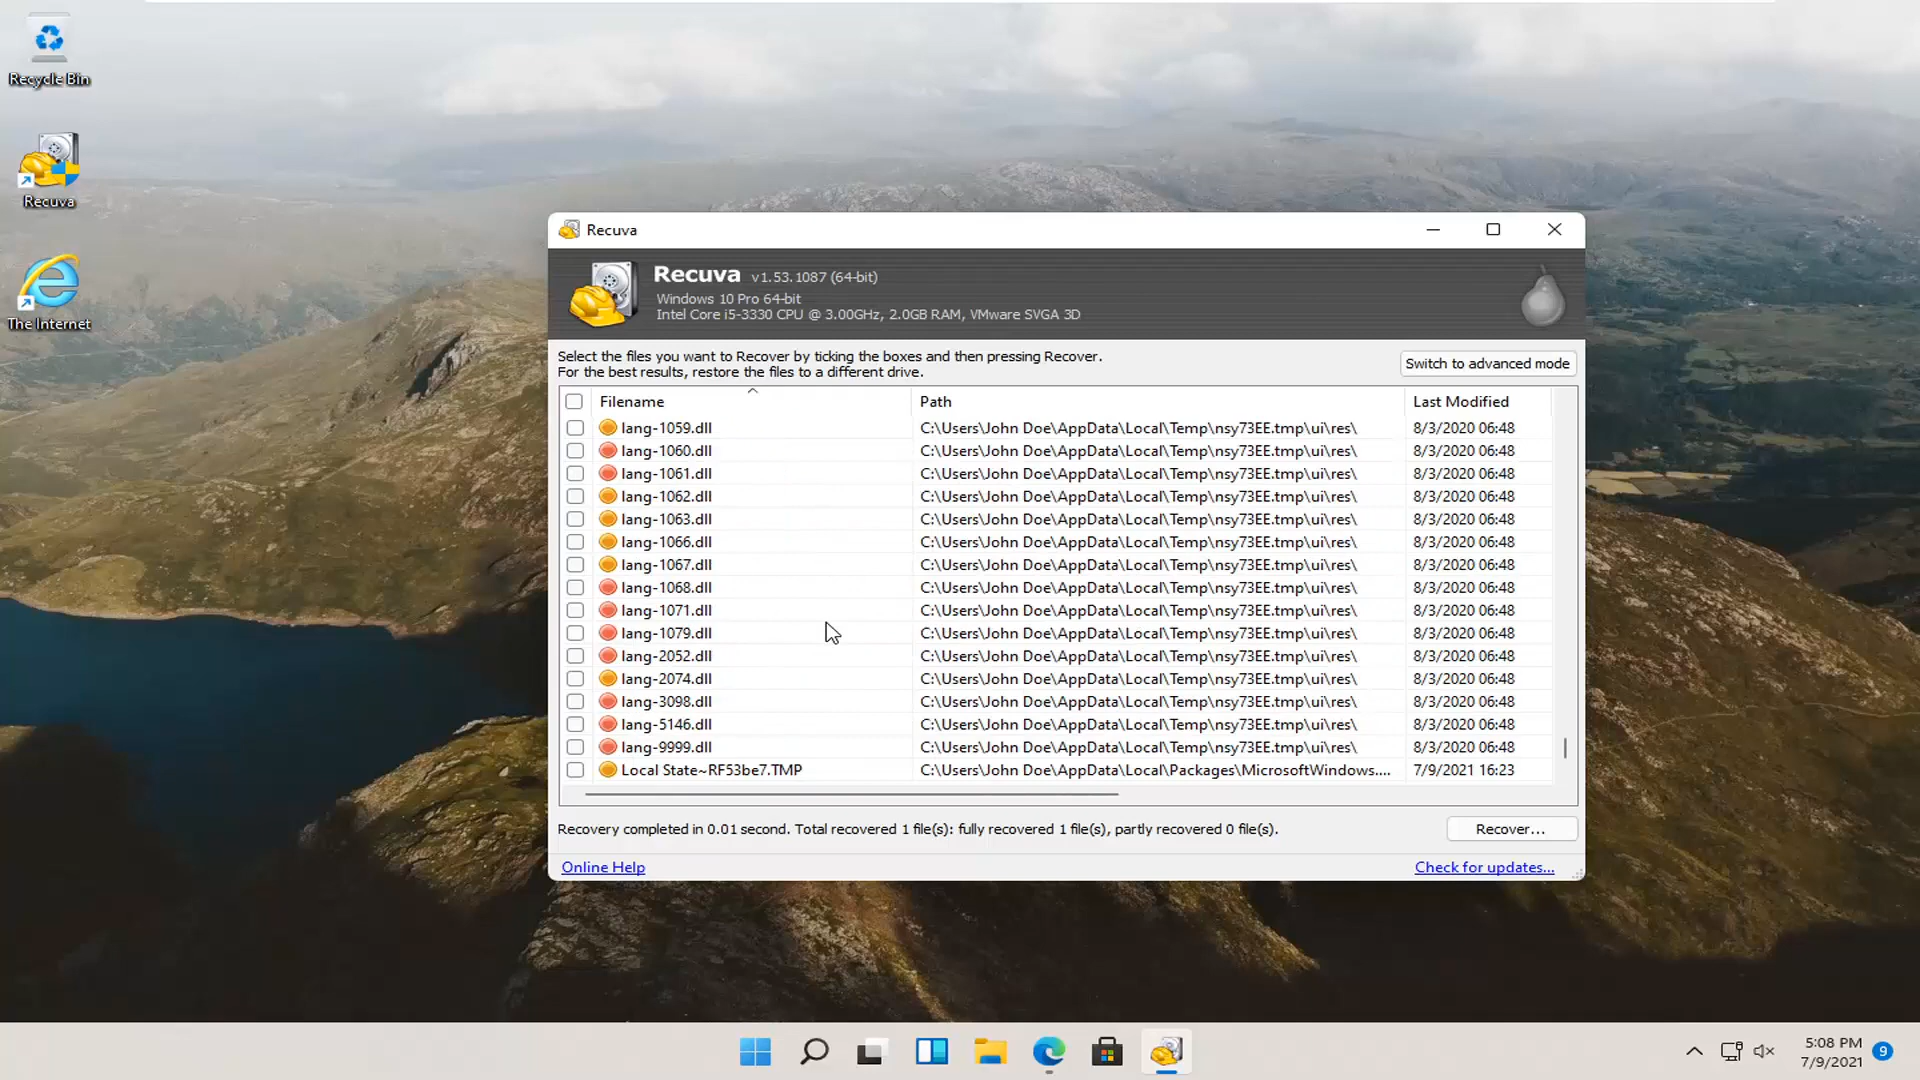 Recycle Bin
Recuva
The Internet
Recuva
Recuva v1.53.1087 (64-bit)
Windows 10 Pro 64-bit
Intel Core i5-3330 CPU @ 3.00GHz, 2.0GB RAM, VMware SVGA 3D
Select the files you want to Recover by ticking the boxes and then pressing Recover.
For the best results, restore the files to a different drive.
Switch to advanced mode
Filename Path Last Modified
lang-1059.dll C:\Users\John Doe\AppData\Local\Temp\nsy73EE.tmp\ui\res\ 8/3/2020 06:48
lang-1060.dll C:\Users\John Doe\AppData\Local\Temp\nsy73EE.tmp\ui\res\ 8/3/2020 06:48
lang-1061.dll C:\Users\John Doe\AppData\Local\Temp\nsy73EE.tmp\ui\res\ 8/3/2020 06:48
lang-1062.dll C:\Users\John Doe\AppData\Local\Temp\nsy73EE.tmp\ui\res\ 8/3/2020 06:48
lang-1063.dll C:\Users\John Doe\AppData\Local\Temp\nsy73EE.tmp\ui\res\ 8/3/2020 06:48
lang-1066.dll C:\Users\John Doe\AppData\Local\Temp\nsy73EE.tmp\ui\res\ 8/3/2020 06:48
lang-1067.dll C:\Users\John Doe\AppData\Local\Temp\nsy73EE.tmp\ui\res\ 8/3/2020 06:48
lang-1068.dll C:\Users\John Doe\AppData\Local\Temp\nsy73EE.tmp\ui\res\ 8/3/2020 06:48
lang-1071.dll C:\Users\John Doe\AppData\Local\Temp\nsy73EE.tmp\ui\res\ 8/3/2020 06:48
lang-1079.dll C:\Users\John Doe\AppData\Local\Temp\nsy73EE.tmp\ui\res\ 8/3/2020 06:48
lang-2052.dll C:\Users\John Doe\AppData\Local\Temp\nsy73EE.tmp\ui\res\ 8/3/2020 06:48
lang-2074.dll C:\Users\John Doe\AppData\Local\Temp\nsy73EE.tmp\ui\res\ 8/3/2020 06:48
lang-3098.dll C:\Users\John Doe\AppData\Local\Temp\nsy73EE.tmp\ui\res\ 8/3/2020 06:48
lang-5146.dll C:\Users\John Doe\AppData\Local\Temp\nsy73EE.tmp\ui\res\ 8/3/2020 06:48
lang-9999.dll C:\Users\John Doe\AppData\Local\Temp\nsy73EE.tmp\ui\res\ 8/3/2020 06:48
Local State~RF53be7.TMP C:\Users\John Doe\AppData\Local\Packages\MicrosoftWindows.... 7/9/2021 16:23
Recovery completed in 0.01 second. Total recovered 1 file(s): fully recovered 1 file(s), partly recovered 0 file(s).
Recover...
Online Help
Check for updates...
5:08 PM
7/9/2021
9